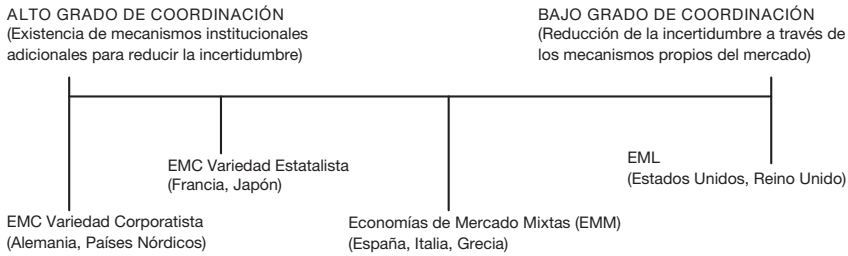 ALTO GRADO DE COORDINACIÓN
(Existencia de mecanismos institucionales
adicionales para reducir la incertidumbre)
BAJO GRADO DE COORDINACIÓN
(Reducción de la incertidumbre a través de
los mecanismos propios del mercado)
EMC Variedad Estatalista
(Francia, Japón)
EML
(Estados Unidos, Reino Unido)
EMC Variedad Corporatista
(Alemania, Países Nórdicos)
Economías de Mercado Mixtas (EMM)
(España, Italia, Grecia)